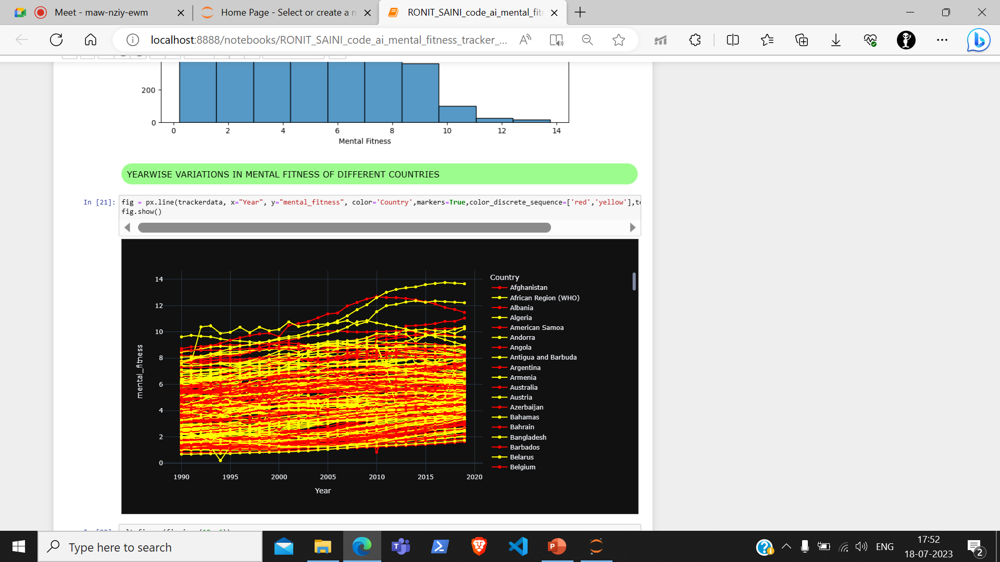 Meet - maw-nziy-ewm
Home Page - Select or create a n
RONIT_SAINI_code_ai_mental_fitn
localhost:8888/notebooks/RONIT_SAINI_code_ai_mental_fitness_tracker_...
200
0
0 2 4 6 8 10 12 14
Mental Fitness
YEARWISE VARIATIONS IN MENTAL FITNESS OF DIFFERENT COUNTRIES
In [21]:
fig = px.line(trackerdata, x="Year", y="mental_fitness", color='Country',markers=True,color_discrete_sequence=['red','yellow'],te
fig.show()
14
12
10
8
6
4
2
0
mental_fitness
1990 1995 2000 2005 2010 2015 2020
Year
Country
Afghanistan
African Region (WHO)
Albania
Algeria
American Samoa
Andorra
Angola
Antigua and Barbuda
Argentina
Armenia
Australia
Austria
Azerbaijan
Bahamas
Bahrain
Bangladesh
Barbados
Belarus
Belgium
Type here to search
ENG
17:52
18-07-2023
2